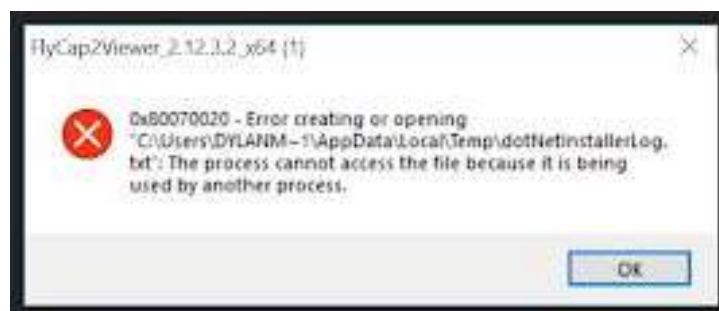 FlyCap2Viewer_2.12.3.2_x64 (1)
0x80070020 - Error creating or opening
"C:\Users\DYLANM~1\AppData\Local\Temp\dotNetInstallerLog.
txt": The process cannot access the file because it is being
used by another process.
OK